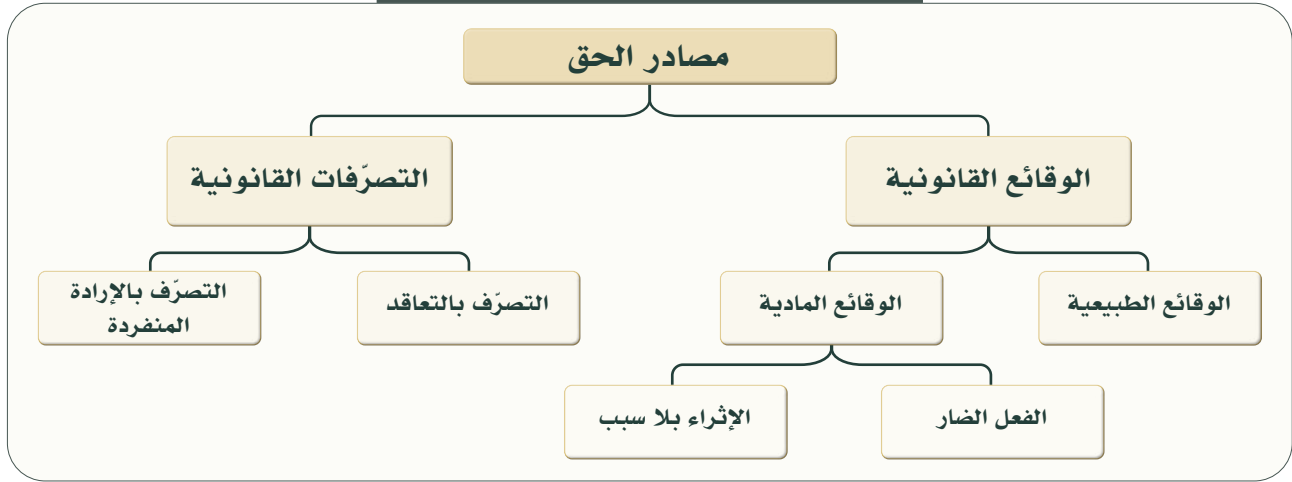 مصادر الحق
الوقائع القانونية
التصرّفات القانونية
الوقائع الطبيعية
الوقائع المادية
التصرّف بالتعاقد
التصرّف بالإرادة
المنفردة
الفعل الضار
الإثراء بلا سبب